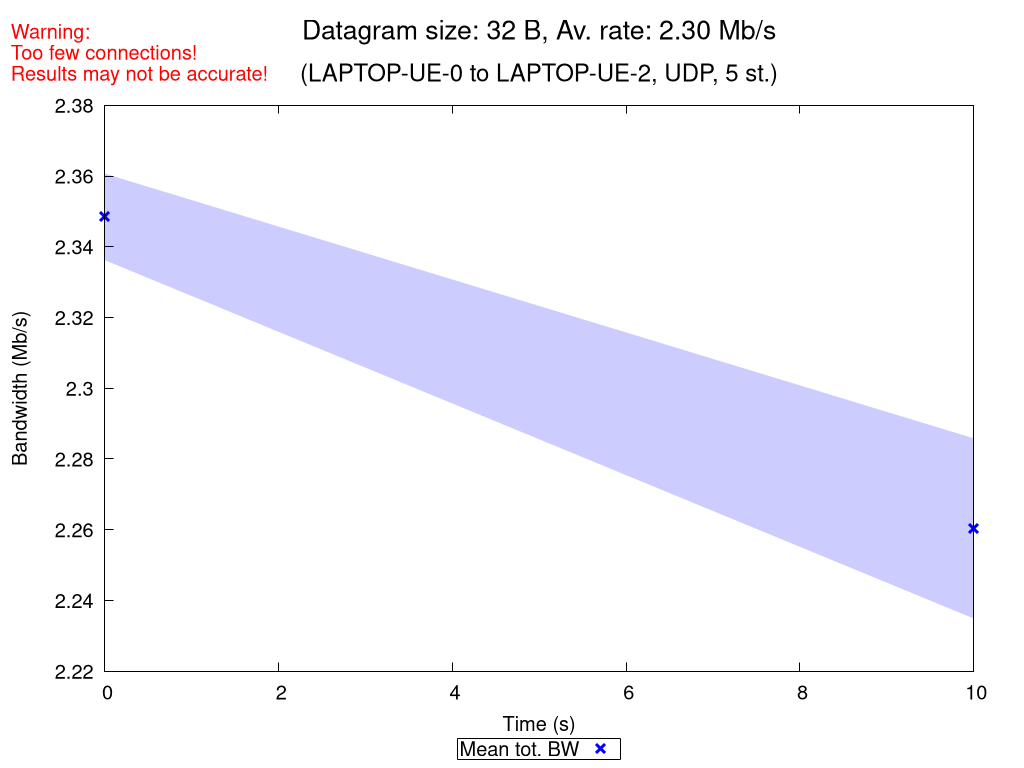 Warning:
Too few connections!
Results may not be accurate!
Datagram size: 32 B, Av. rate: 2.30 Mb/s
(LAPTOP-UE-0 to LAPTOP-UE-2, UDP, 5 st.)
2.38
2.36
2.34
2.32
2.3
2.28
2.26
2.24
2.22
Bandwidth (Mb/s)
0 2 4 6 8 10
Time (s)
Mean tot. BW